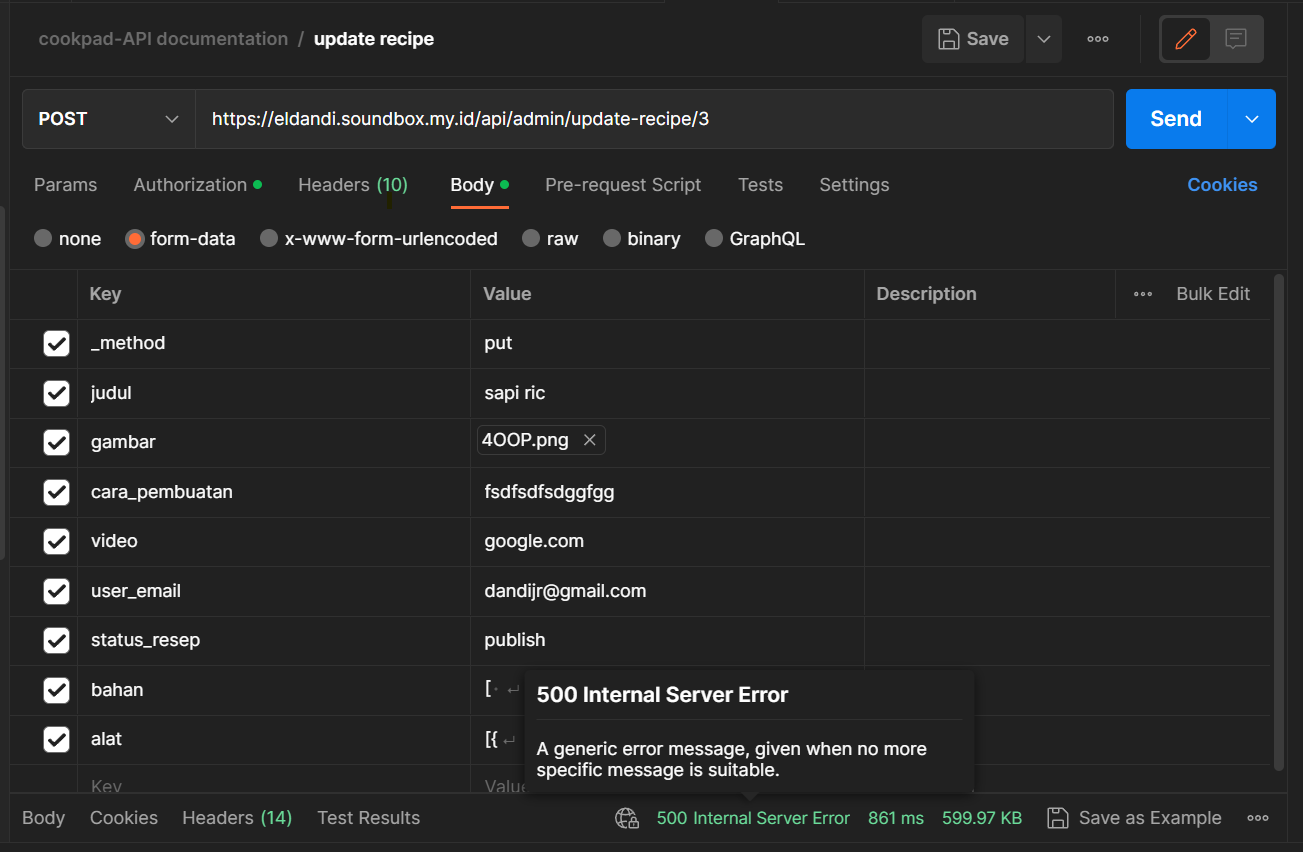 cookpad-API documentation / update recipe
Save
POST
https://eldandi.soundbox.my.id/api/admin/update-recipe/3
Send
Params Authorization Headers (10) Body Pre-request Script Tests Settings Cookies
none form-data x-www-form-urlencoded raw binary GraphQL
Key Value Description Bulk Edit
_method put
judul sapi ric
gambar 4OOP.png
cara_pembuatan fsdfsdfsdggfgg
video google.com
user_email dandijr@gmail.com
status_resep publish
bahan [
alat [{
Key Value
500 Internal Server Error
A generic error message, given when no more
specific message is suitable.
Body Cookies Headers (14) Test Results 500 Internal Server Error 861 ms 599.97 KB Save as Example